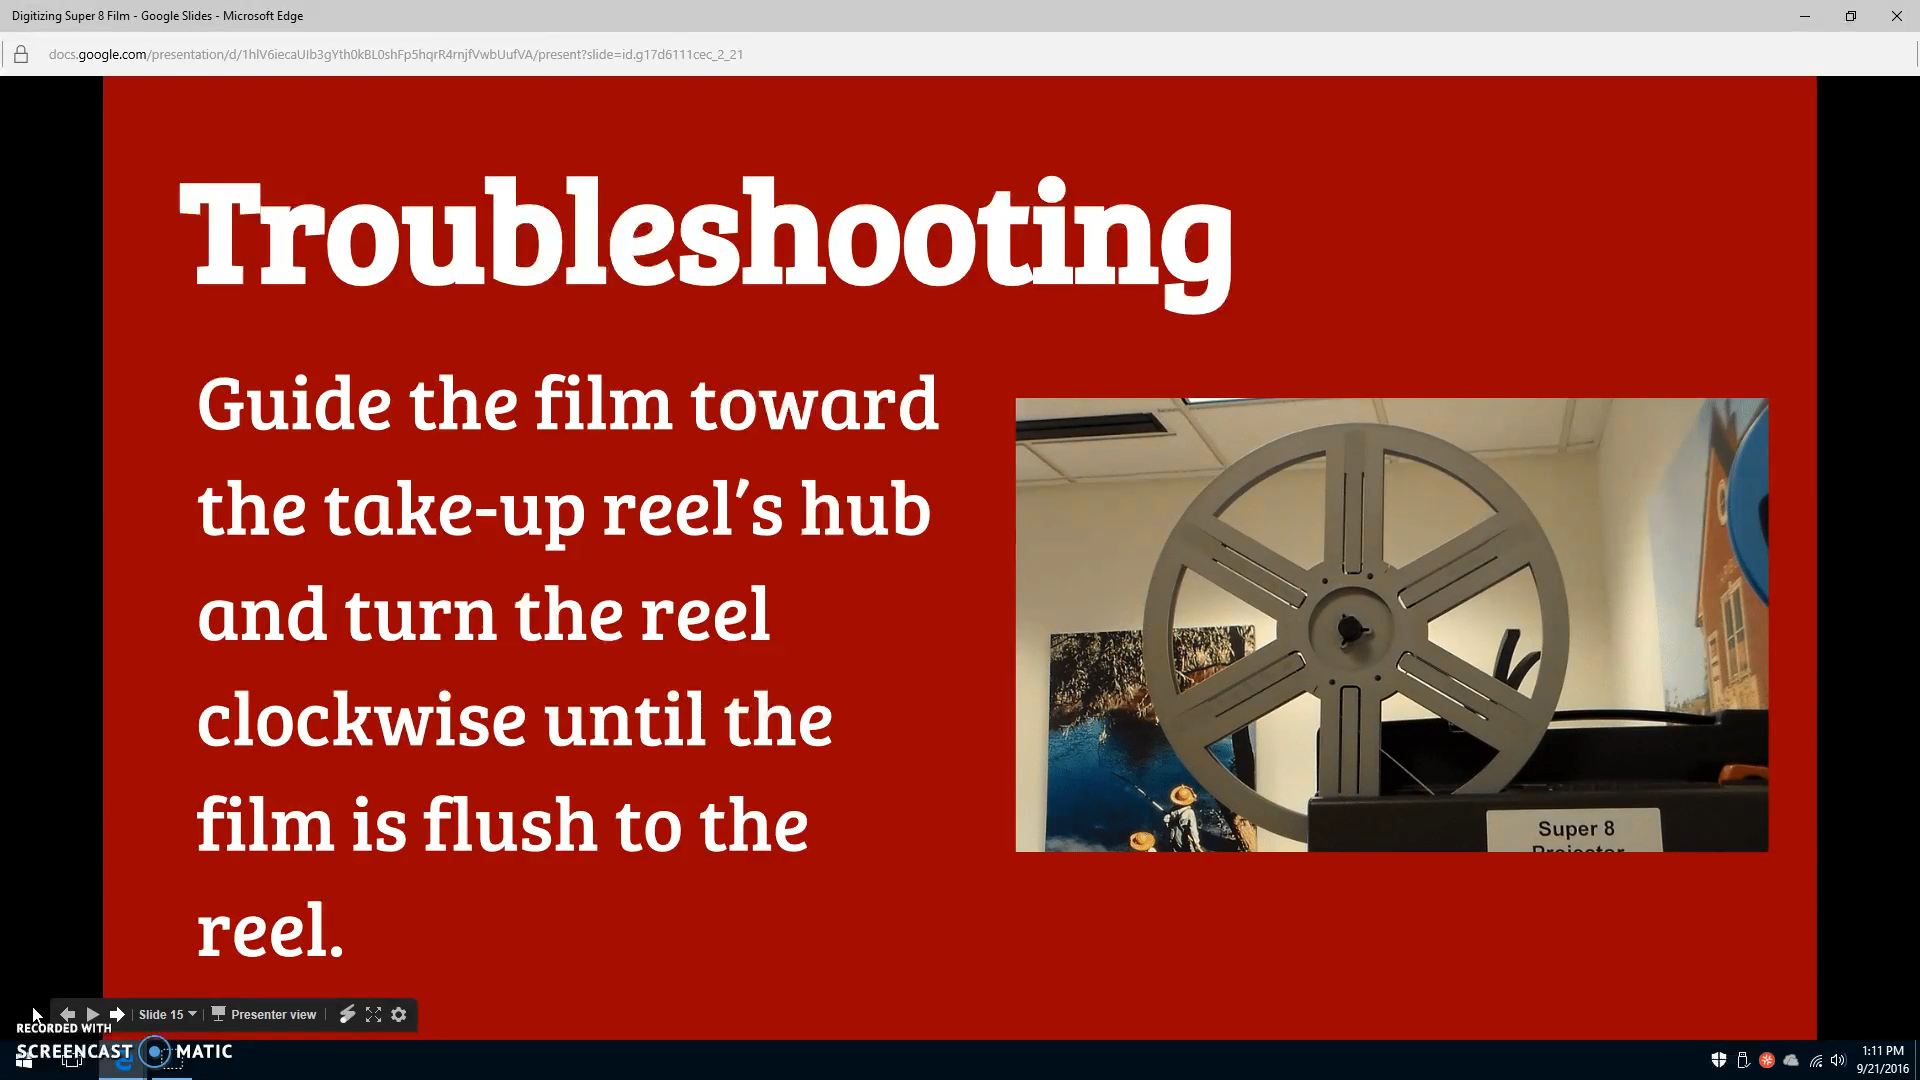 Digitizing Super 8 Film - Google Slides - Microsoft Edge
docs.google.com/presentation/d/1hlV6iecaUIb3gYth0kBL0shFp5hqrR4rnjfVwbUufVA/present?slide=id.g17d6111cec_2_21
Troubleshooting
Guide the film toward
the take-up reel's hub
and turn the reel
clockwise until the
film is flush to the
reel.
Super 8
Projector
Slide 15
Presenter view
RECORDED WITH
SCREENCAST MATIC
1:11 PM
9/21/2016